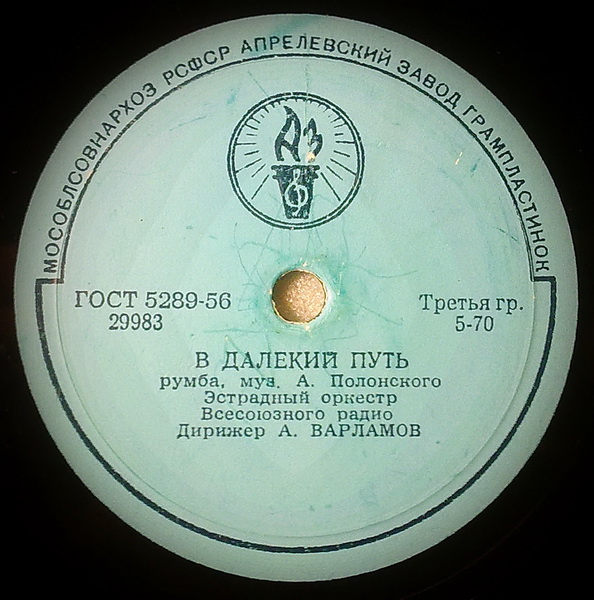 МОСОБЛСОВНАРХОЗ РСФСР АПРЕЛЕВСКИЙ ЗАВОД ГРАМПЛАСТИНОК
АЗ
ГОСТ 5289-56
29983
Третья гр.
5-70
В ДАЛЕКИЙ ПУТЬ
румба, муз. А. Полонского
Эстрадный оркестр
Всесоюзного радио
Дирижер А. ВАРЛАМОВ